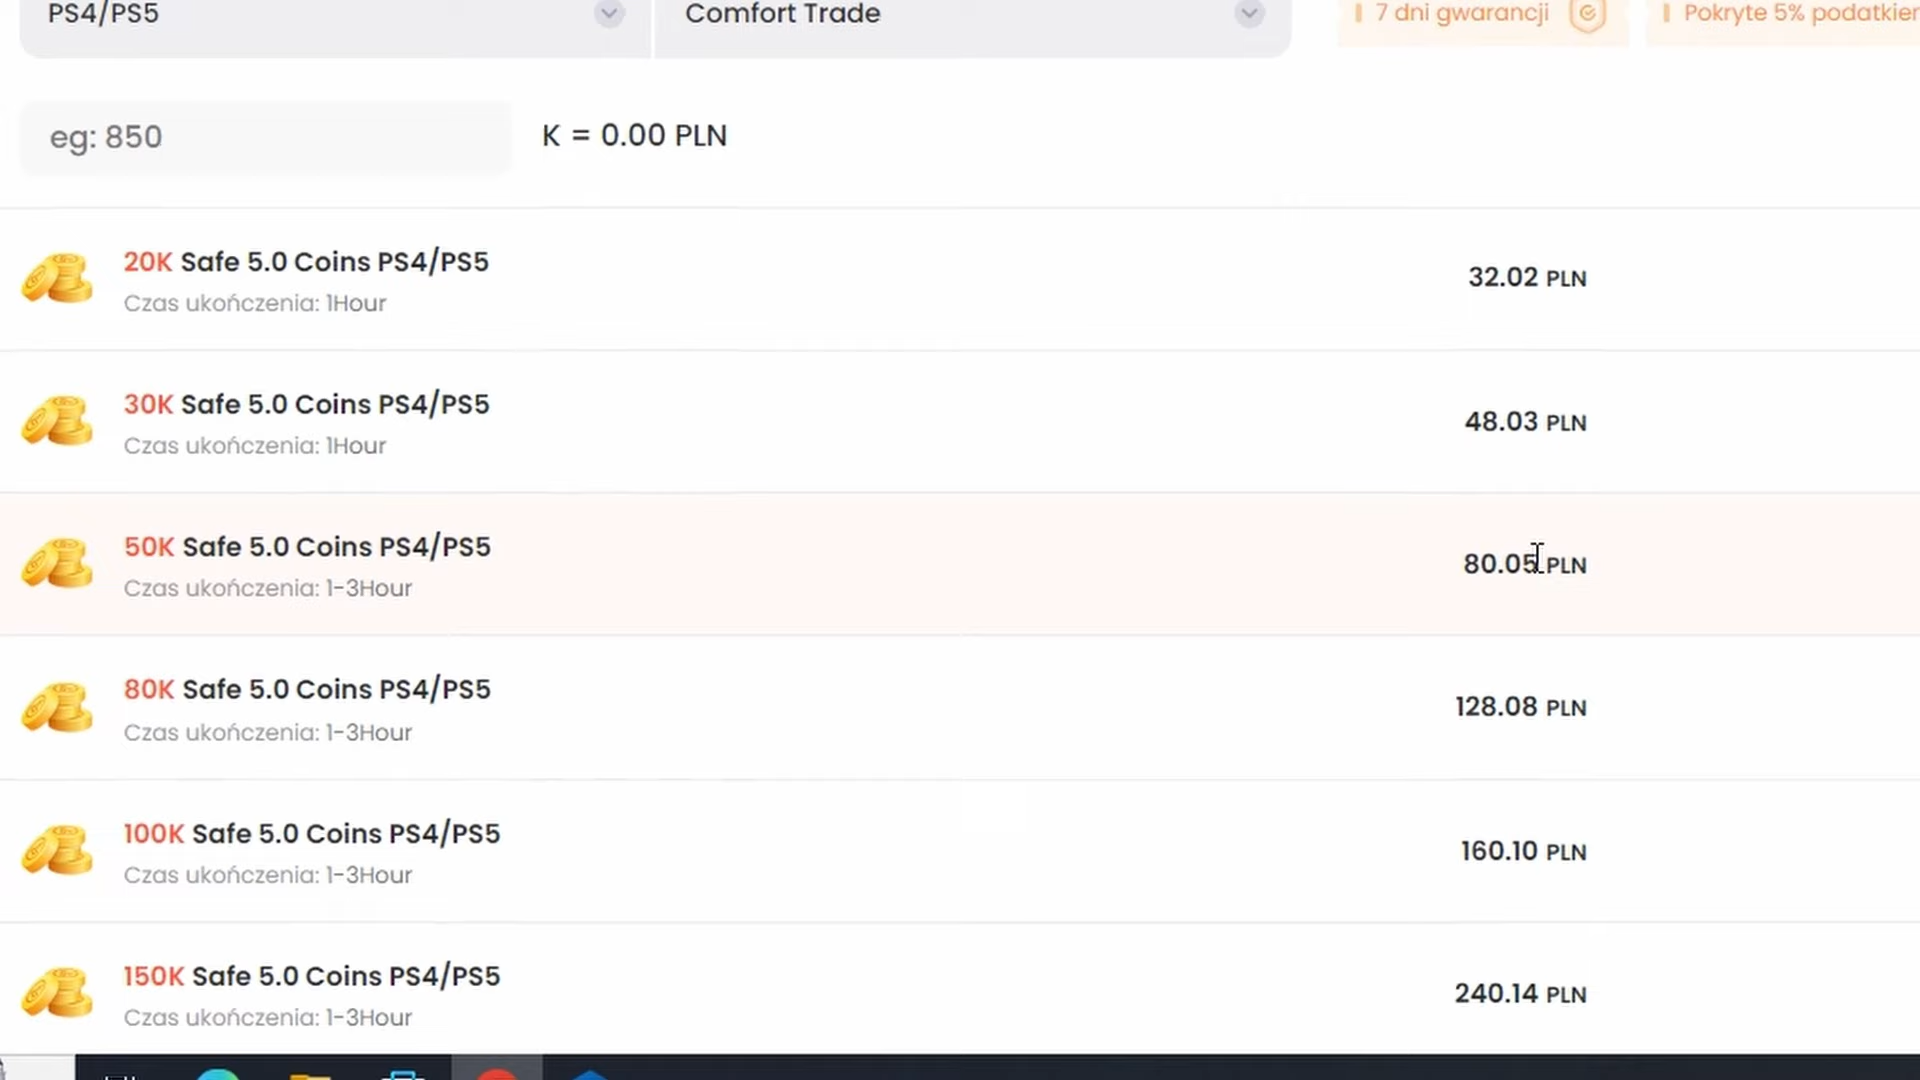 PS4/PS5
Comfort Trade
7 dni gwarancji
Pokryte 5%
eg: 850
K = 0.00 PLN
20K Safe 5.0 Coins PS4/PS5
Czas ukończenia: 1Hour
32.02 PLN
30K Safe 5.0 Coins PS4/PS5
Czas ukończenia: 1Hour
48.03 PLN
50K Safe 5.0 Coins PS4/PS5
Czas ukończenia: 1-3Hour
80.05 PLN
80K Safe 5.0 Coins PS4/PS5
Czas ukończenia: 1-3Hour
128.08 PLN
100K Safe 5.0 Coins PS4/PS5
Czas ukończenia: 1-3Hour
160.10 PLN
150K Safe 5.0 Coins PS4/PS5
Czas ukończenia: 1-3Hour
240.14 PLN